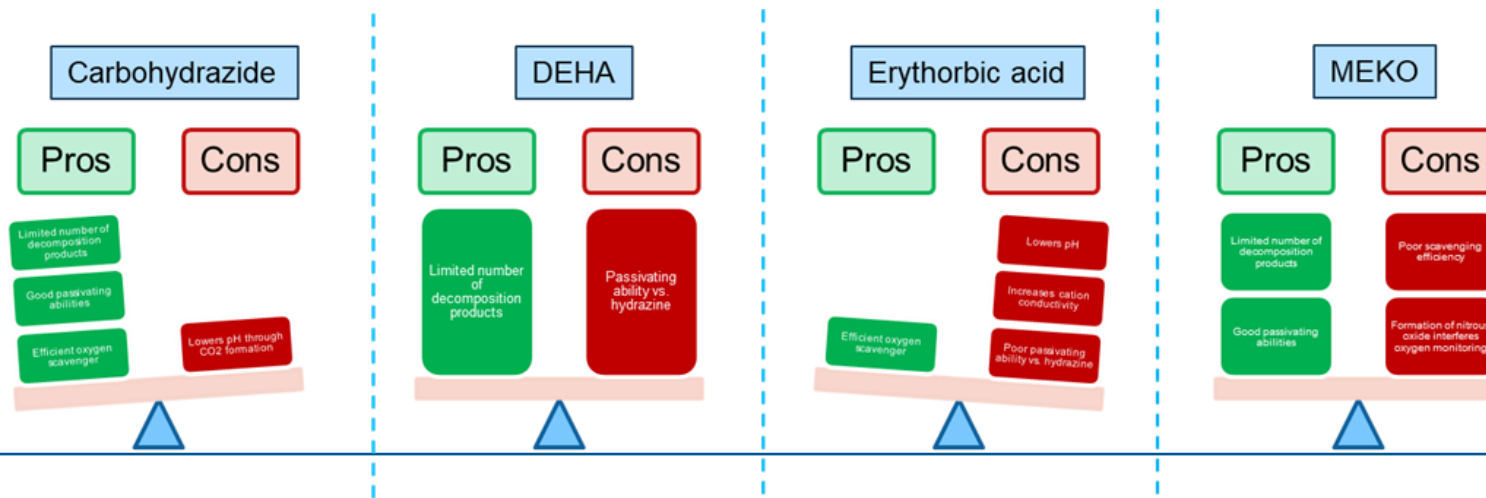 Carbohydrazide
Pros
Cons
Limited number of
decomposition
products
Good passivating
abilities
Efficient oxygen
scavenger
Lowers pH through
CO2 formation
DEHA
Pros
Cons
Limited number
of
decomposition
products
Passivating
ability vs.
hydrazine
Erythorbic acid
Pros
Cons
Efficient oxygen
scavenger
Lowers pH
Increases cation
conductivity
Poor passivating
ability vs. hydrazine
MEKO
Pros
Cons
Limited number of
decomposition
products
Good passivating
abilities
Poor scavenging
efficiency
Formation of nitrous
oxide interferes
oxygen monitoring